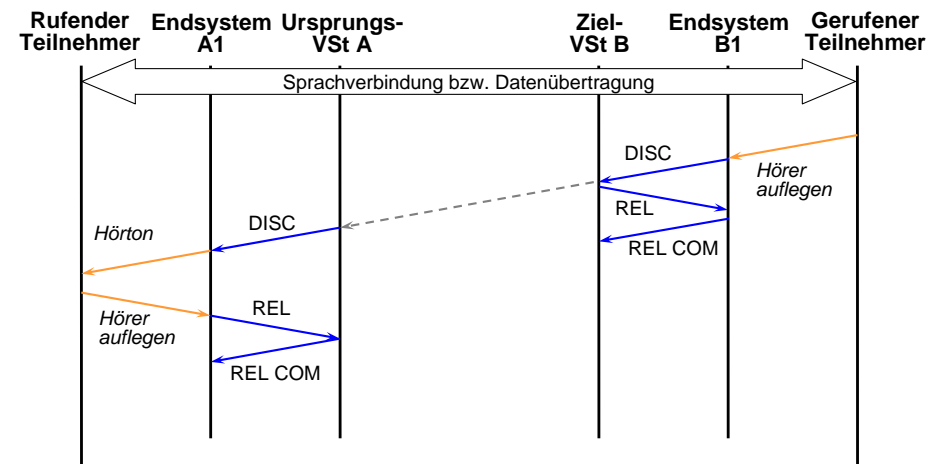 Rufender Teilnehmer
Endsystem A1
Ursprungs-VSt A
Ziel-VSt B
Endsystem B1
Gerufener Teilnehmer
Sprachverbindung bzw. Datenübertragung
DISC
Hörer
auflegen
REL
REL COM
DISC
Hörton
REL
Hörer
auflegen
REL COM